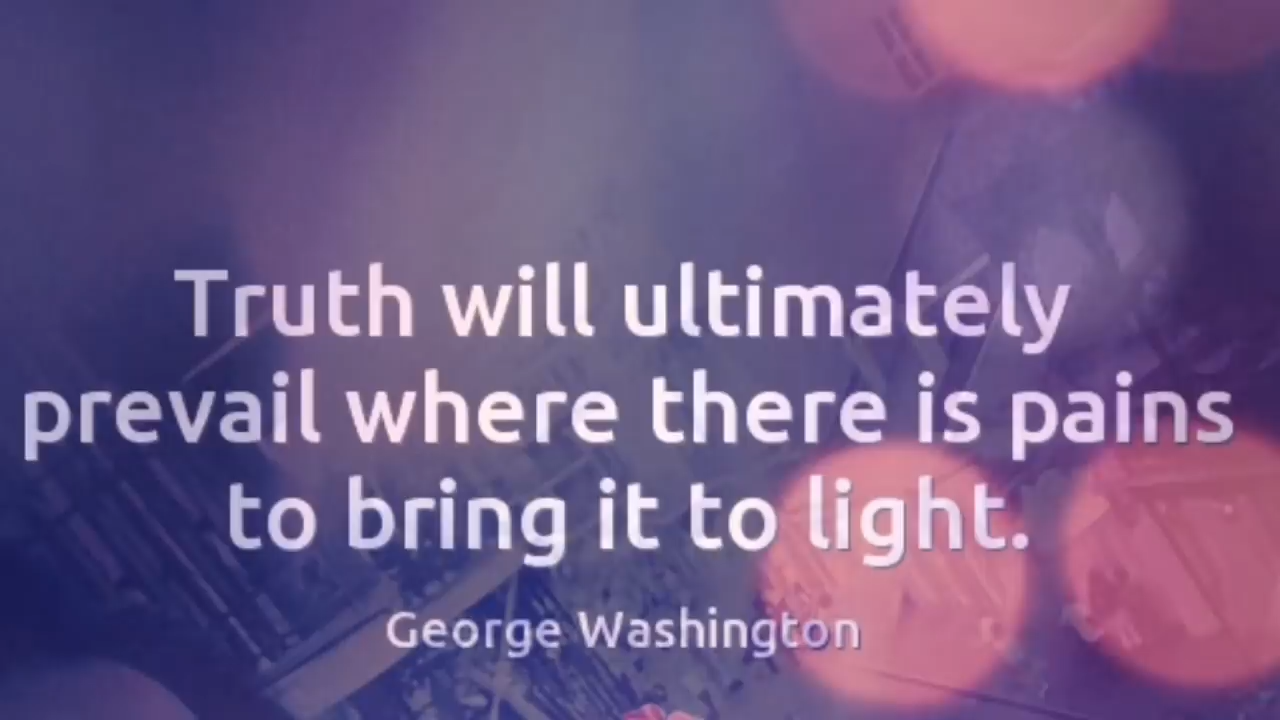 Truth will ultimately
prevail where there is pains
to bring it to light.
George Washington